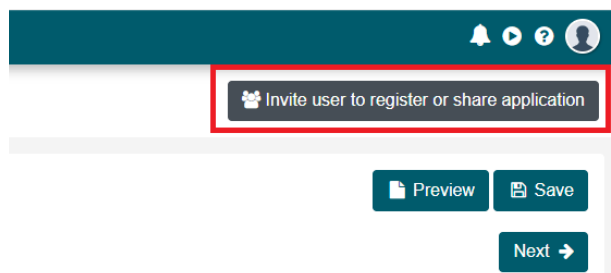 Invite user to register or share application
Preview Save
Next